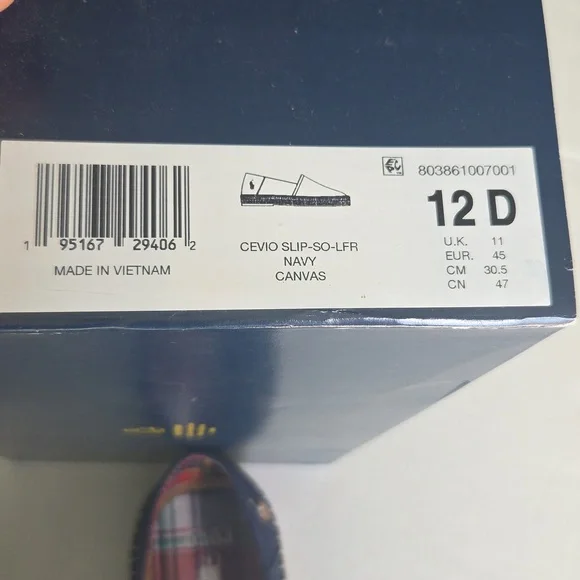 803861007001
12 D
U.K. 11
EUR. 45
CM 30.5
CN 47
CEVIO SLIP-SO-LFR
NAVY
CANVAS
1 95167 29406 2
MADE IN VIETNAM